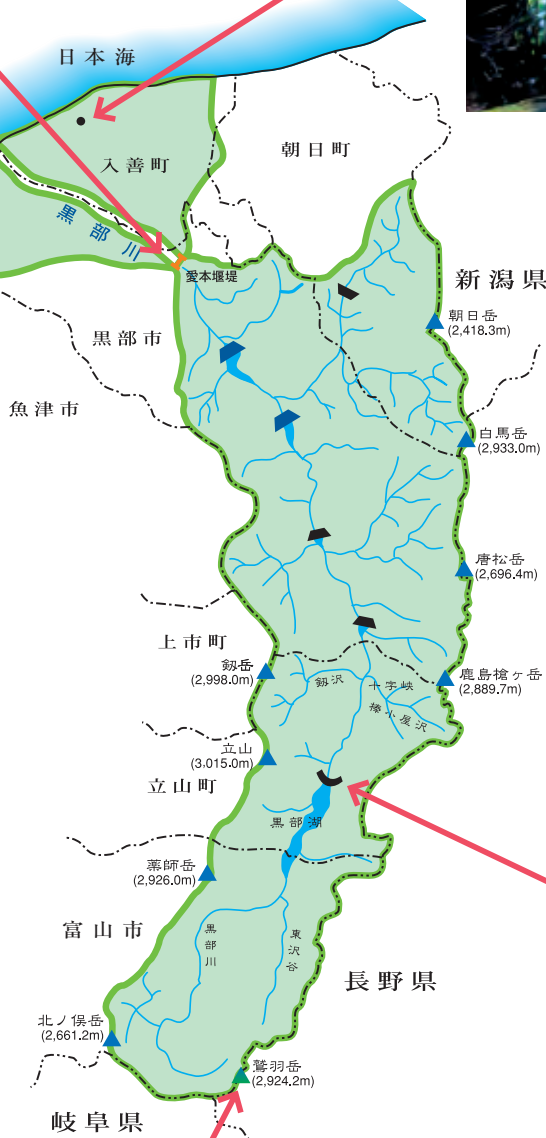 日本海
朝日町
入善町
黒部川
愛本堰堤
新潟県
朝日岳
(2,418.3m)
黒部市
魚津市
白馬岳
(2,933.0m)
唐松岳
(2,696.4m)
上市町
剱岳
(2,998.0m)
剱沢
十字峡
棒小屋沢
鹿島槍ヶ岳
(2,889.7m)
立山
(3.015.0m)
立山町
黒部湖
薬師岳
(2,926.0m)
富山市
黒部川
東沢谷
長野県
北ノ俣岳
(2,661.2m)
鷲羽岳
(2,924.2m)
岐阜県